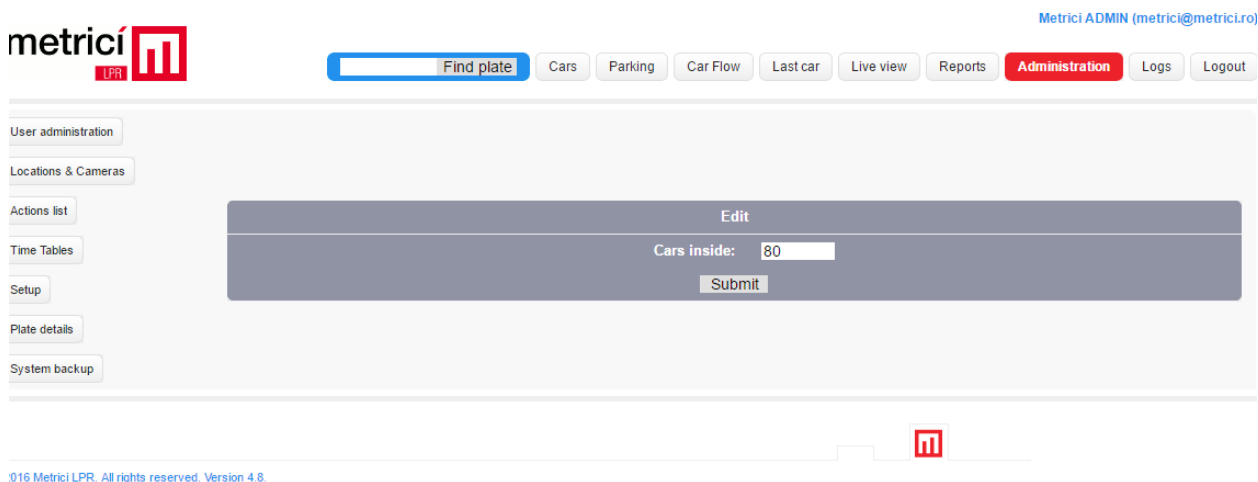 Metrici ADMIN (metrici@metrici.ro)
metricí
LPR
Find plate Cars Parking Car Flow Last car Live view Reports Administration Logs Logout
User administration
Locations & Cameras
Actions list
Edit
Time Tables
Cars inside: 80
Setup
Submit
Plate details
System backup
2016 Metrici LPR. All rights reserved. Version 4.8.